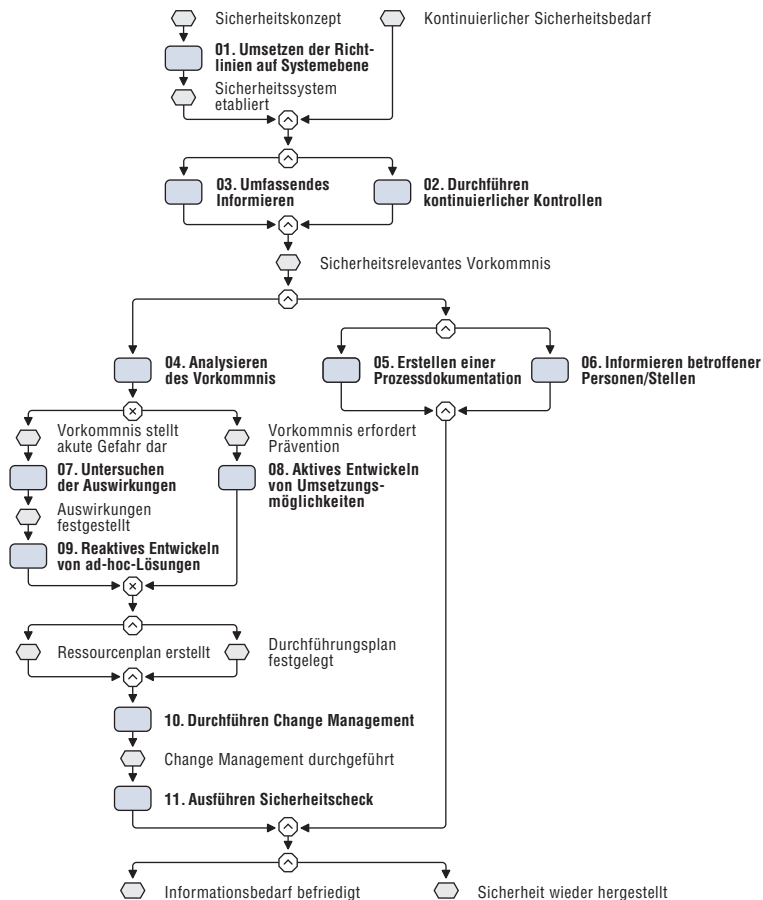 Sicherheitskonzept
Kontinuierlicher Sicherheitsbedarf
01. Umsetzen der Richt-
linien auf Systemebene
Sicherheitssystem
etabliert
03. Umfassendes
Informieren
02. Durchführen
kontinuierlicher Kontrollen
Sicherheitsrelevantes Vorkommnis
04. Analysieren
des Vorkommnis
05. Erstellen einer
Prozessdokumentation
06. Informieren betroffener
Personen/Stellen
Vorkommnis stellt
akute Gefahr dar
Vorkommnis erfordert
Prävention
07. Untersuchen
der Auswirkungen
08. Aktives Entwickeln
von Umsetzungs-
möglichkeiten
Auswirkungen
festgestellt
09. Reaktives Entwickeln
von ad-hoc-Lösungen
Ressourcenplan erstellt
Durchführungsplan
festgelegt
10. Durchführen Change Management
Change Management durchgeführt
11. Ausführen Sicherheitscheck
Informationsbedarf befriedigt
Sicherheit wieder hergestellt